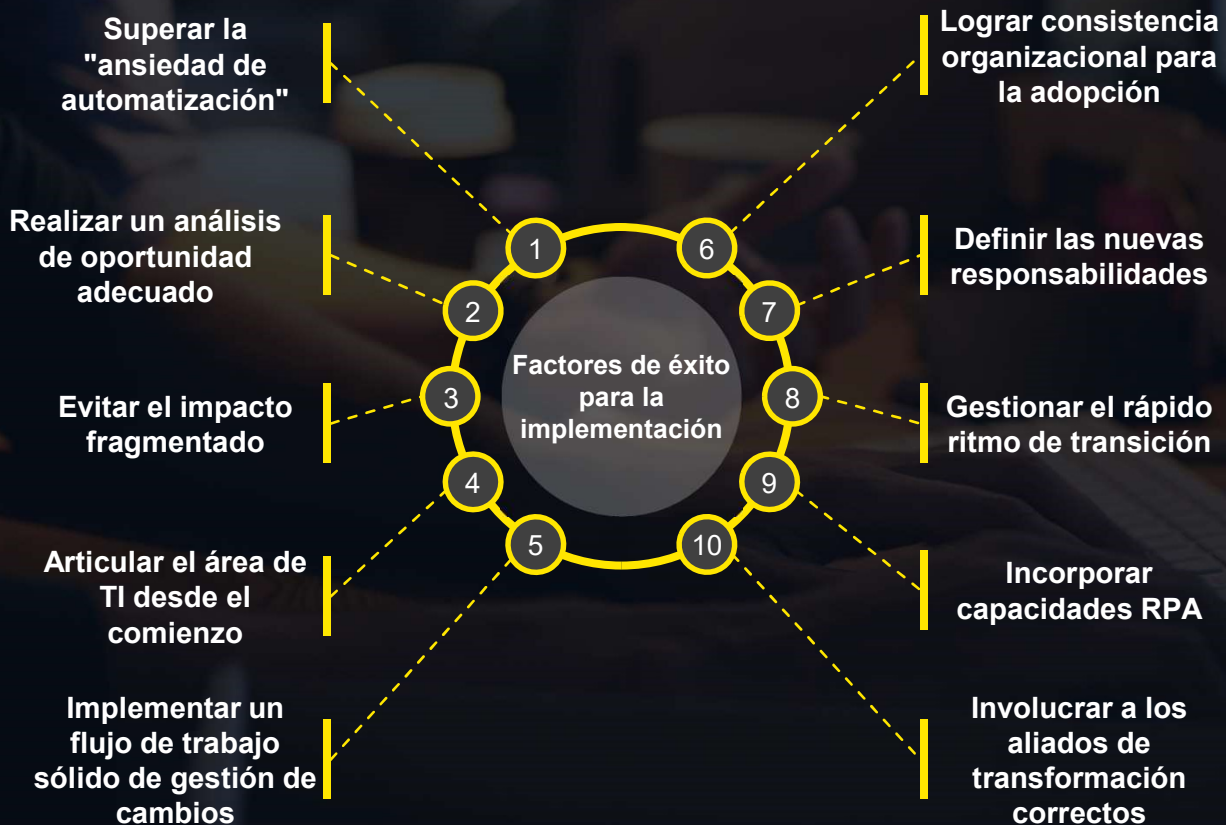 Superar la
"ansiedad de
automatización"
1
Realizar un análisis
de oportunidad
adecuado
2
Evitar el impacto
fragmentado
3
Articular el área de
TI desde el
comienzo
4
Implementar un
flujo de trabajo
sólido de gestión de
cambios
5
Factores de éxito
para la
implementación
Lograr consistencia
organizacional para
la adopción
6
Definir las nuevas
responsabilidades
7
Gestionar el rápido
ritmo de transición
8
Incorporar
capacidades RPA
9
Involucrar a los
aliados de
transformación
correctos
10